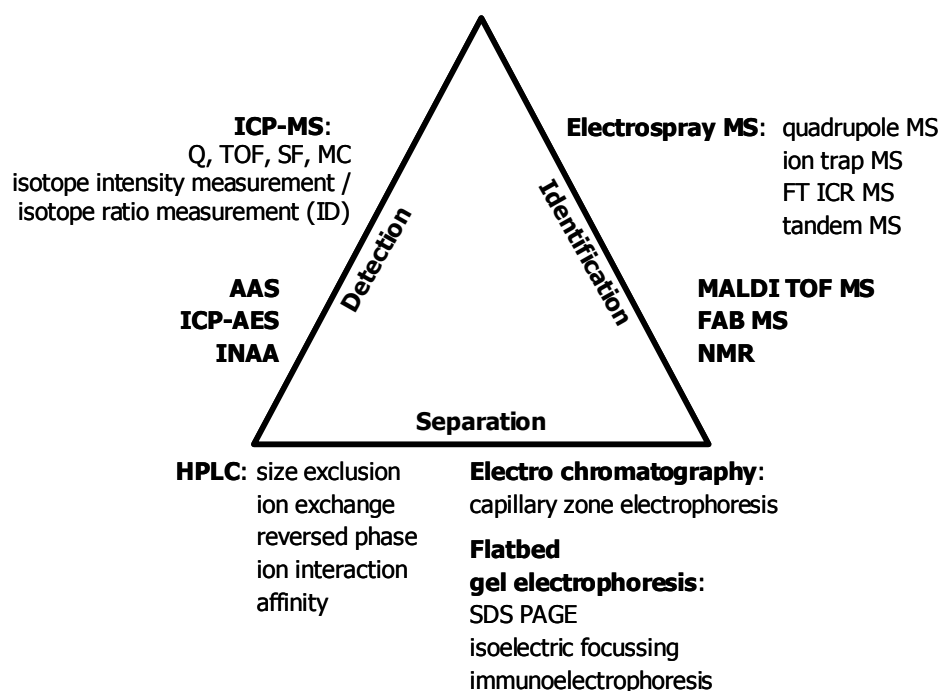 ICP-MS:
Q, TOF, SF, MC
isotope intensity measurement /
isotope ratio measurement (ID)
AAS
ICP-AES
INAA
Detection
Identification
Electrospray MS: quadrupole MS
ion trap MS
FT ICR MS
tandem MS
MALDI TOF MS
FAB MS
NMR
Separation
HPLC: size exclusion
ion exchange
reversed phase
ion interaction
affinity
Electro chromatography:
capillary zone electrophoresis
Flatbed
gel electrophoresis:
SDS PAGE
isoelectric focussing
immunoelectrophoresis